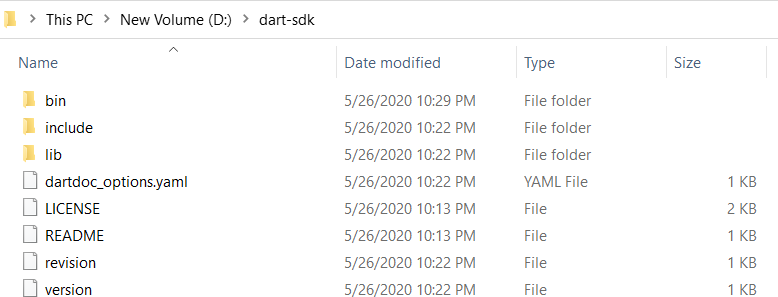 This PC > New Volume (D:) > dart-sdk
Name Date modified Type Size
bin 5/26/2020 10:29 PM File folder
include 5/26/2020 10:22 PM File folder
lib 5/26/2020 10:22 PM File folder
dartdoc_options.yaml 5/26/2020 10:22 PM YAML File 1 KB
LICENSE 5/26/2020 10:13 PM File 2 KB
README 5/26/2020 10:13 PM File 1 KB
revision 5/26/2020 10:22 PM File 1 KB
version 5/26/2020 10:22 PM File 1 KB